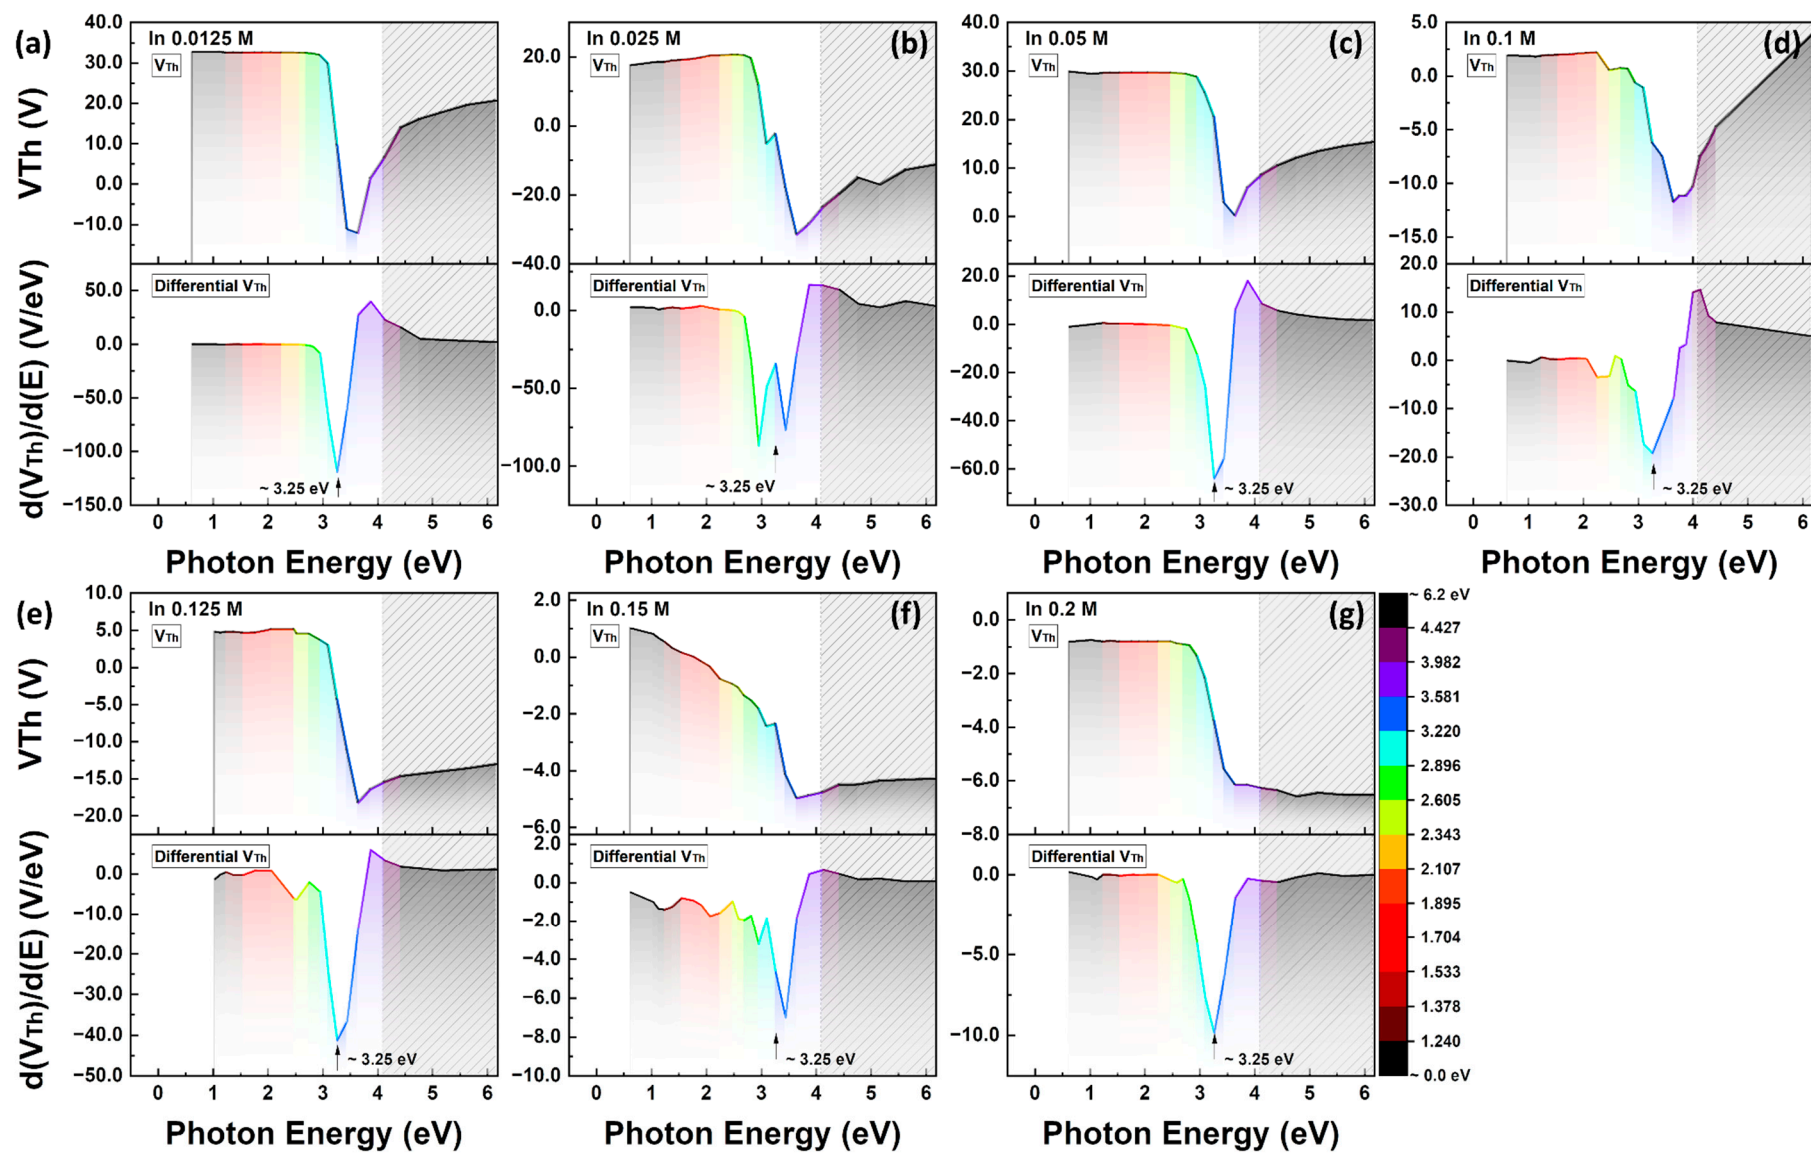 (a)
In 0.0125 M
VTh
40.0
30.0
20.0
10.0
0.0
−10.0
VTh (V)
Differential VTh
50.0
0.0
−50.0
−100.0
−150.0
d(VTh)/d(E) (V/eV)
~ 3.25 eV
0 1 2 3 4 5 6
Photon Energy (eV)
(b)
In 0.025 M
VTh
20.0
0.0
−20.0
−40.0
Differential VTh
0.0
−50.0
−100.0
~ 3.25 eV
0 1 2 3 4 5 6
Photon Energy (eV)
(c)
In 0.05 M
VTh
40.0
30.0
20.0
10.0
0.0
Differential VTh
20.0
0.0
−20.0
−40.0
−60.0
~ 3.25 eV
0 1 2 3 4 5 6
Photon Energy (eV)
(d)
In 0.1 M
VTh
5.0
0.0
−5.0
−10.0
−15.0
Differential VTh
20.0
10.0
0.0
−10.0
−20.0
−30.0
~ 3.25 eV
0 1 2 3 4 5 6
Photon Energy (eV)
(e)
In 0.125 M
VTh
10.0
5.0
0.0
−5.0
−10.0
−15.0
−20.0
VTh (V)
Differential VTh
0.0
−10.0
−20.0
−30.0
−40.0
−50.0
d(VTh)/d(E) (V/eV)
~ 3.25 eV
0 1 2 3 4 5 6
Photon Energy (eV)
(f)
In 0.15 M
VTh
2.0
0.0
−2.0
−4.0
−6.0
Differential VTh
2.0
0.0
−2.0
−4.0
−6.0
−8.0
−10.0
~ 3.25 eV
0 1 2 3 4 5 6
Photon Energy (eV)
(g)
In 0.2 M
VTh
0.0
−2.0
−4.0
−6.0
−8.0
Differential VTh
0.0
−5.0
−10.0
~ 3.25 eV
0 1 2 3 4 5 6
Photon Energy (eV)
~ 6.2 eV
4.427
3.982
3.581
3.220
2.896
2.605
2.343
2.107
1.895
1.704
1.533
1.378
1.240
~ 0.0 eV